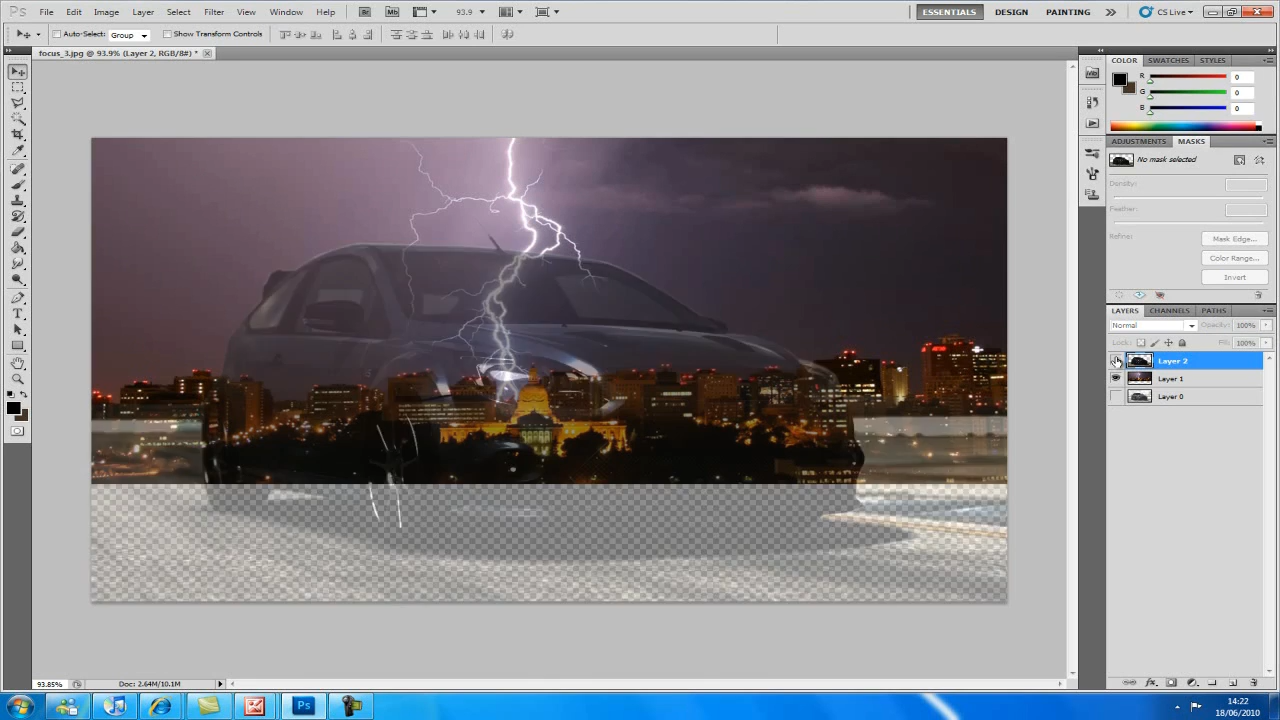 Ps File Edit Image Layer Select Filter Analysis View Window Help Br Mb 93.9 ESSENTIALS DESIGN PAINTING CS Live
Auto-Select: Group Show Transform Controls
focus_3.jpg @ 93.9% (Layer 2, RGB/8#) *
COLOR SWATCHES STYLES
R 0
G 0
B 0
ADJUSTMENTS MASKS
No mask selected
Density:
Feather:
Refine: Mask Edge...
Color Range...
Invert
LAYERS CHANNELS PATHS
Normal Opacity: 100%
Lock: Fill: 100%
Layer 2
Layer 1
Layer 0
93.85% Doc: 2.64M/10.1M
Ps
14:22
18/06/2010